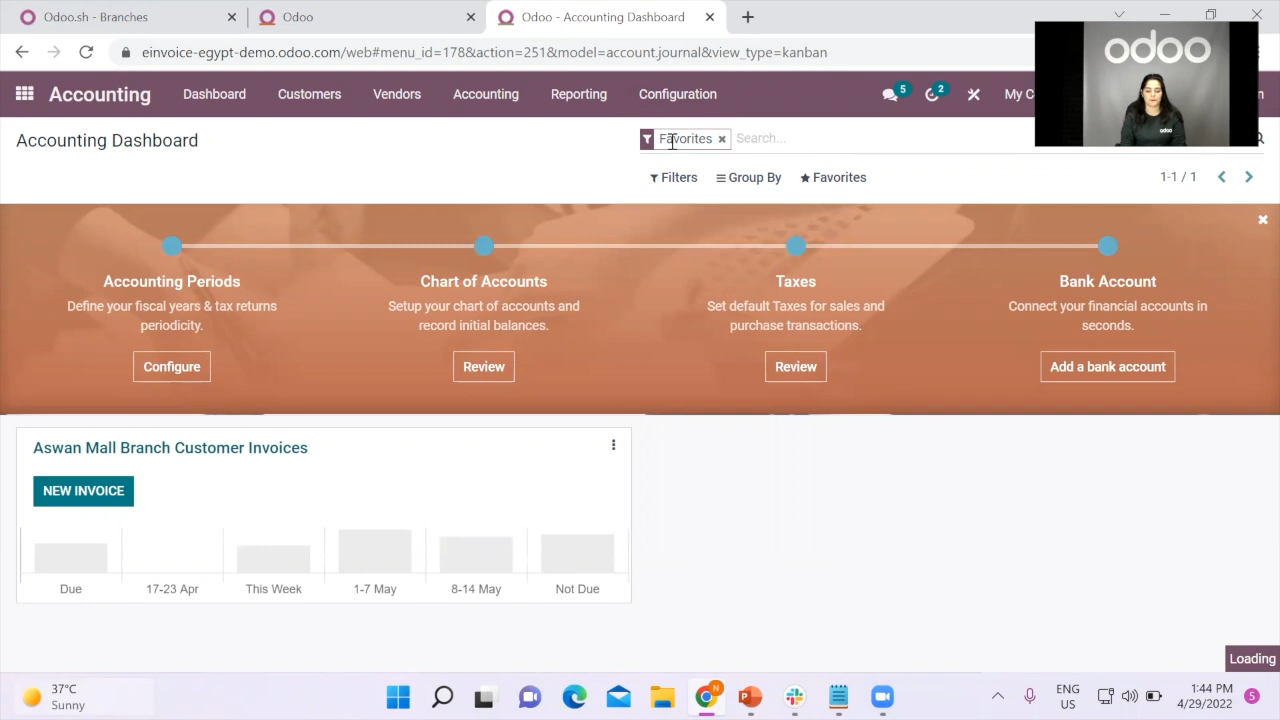 Odoo.sh - Branches
Odoo
Odoo - Accounting Dashboard
einvoice-egypt-demo.odoo.com/web#menu_id=178&action=251&model=account.journal&view_type=kanban
odoo
odoo
Accounting
Dashboard
Customers
Vendors
Accounting
Reporting
Configuration
5
2
My C
n
Accounting Dashboard
Favorites
Search...
Filters
Group By
Favorites
1-1 / 1
Accounting Periods
Define your fiscal years & tax returns
periodicity.
Configure
Chart of Accounts
Setup your chart of accounts and
record initial balances.
Review
Taxes
Set default Taxes for sales and
purchase transactions.
Review
Bank Account
Connect your financial accounts in
seconds.
Add a bank account
Aswan Mall Branch Customer Invoices
NEW INVOICE
Due
17-23 Apr
This Week
1-7 May
8-14 May
Not Due
Loading
37°C
Sunny
N
ENG
US
1:44 PM
4/29/2022
5